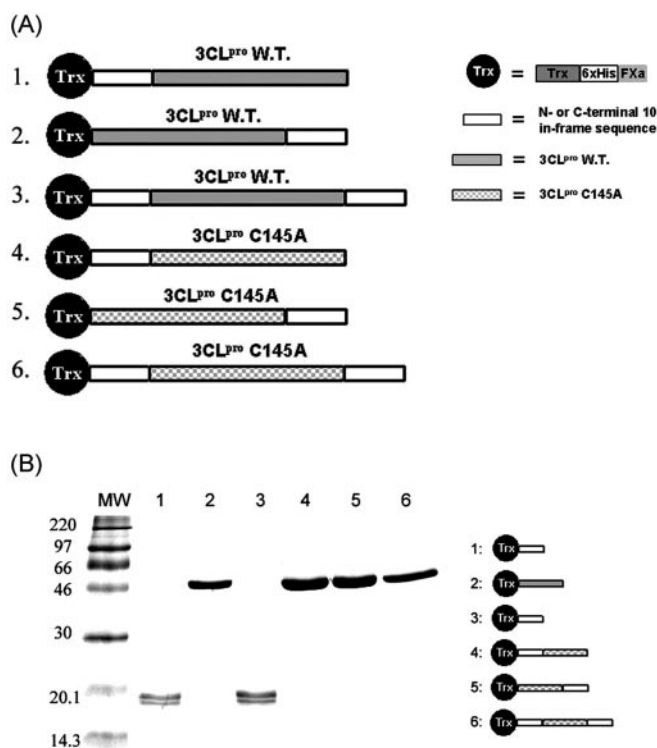 (A)
3CLpro W.T.
1. Trx
3CLpro W.T.
2. Trx
3CLpro W.T.
3. Trx
3CLpro C145A
4. Trx
3CLpro C145A
5. Trx
3CLpro C145A
6. Trx
Trx = Trx 6xHis FXa
= N- or C-terminal 10
in-frame sequence
= 3CLpro W.T.
= 3CLpro C145A
(B)
MW 1 2 3 4 5 6
220
97
66
46
30
20.1
14.3
1: Trx
2: Trx
3: Trx
4: Trx
5: Trx
6: Trx